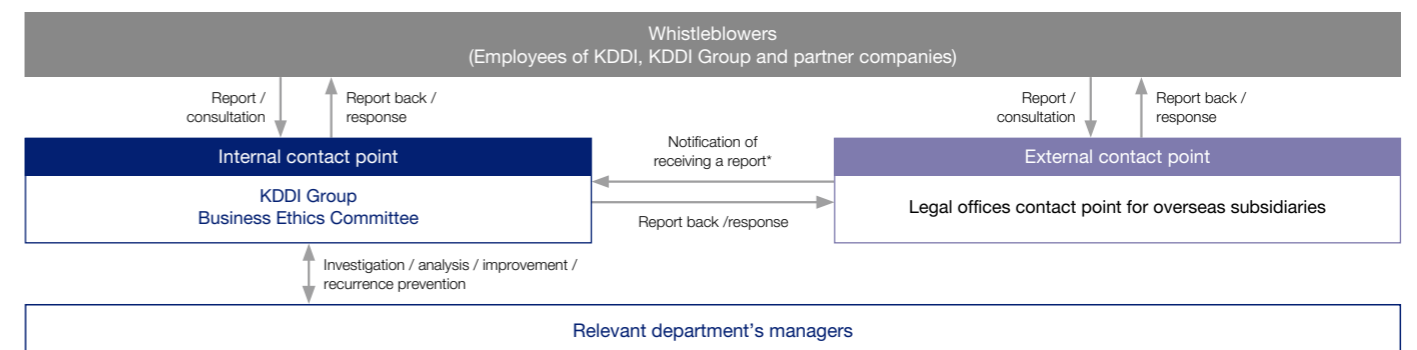 Whistleblowers
(Employees of KDDI, KDDI Group and partner companies)
Report /
consultation
Report back /
response
Report /
consultation
Report back /
response
Internal contact point
KDDI Group
Business Ethics Committee
Notification of
receiving a report*
Report back /response
External contact point
Legal offices contact point for overseas subsidiaries
Investigation / analysis / improvement /
recurrence prevention
Relevant department’s managers